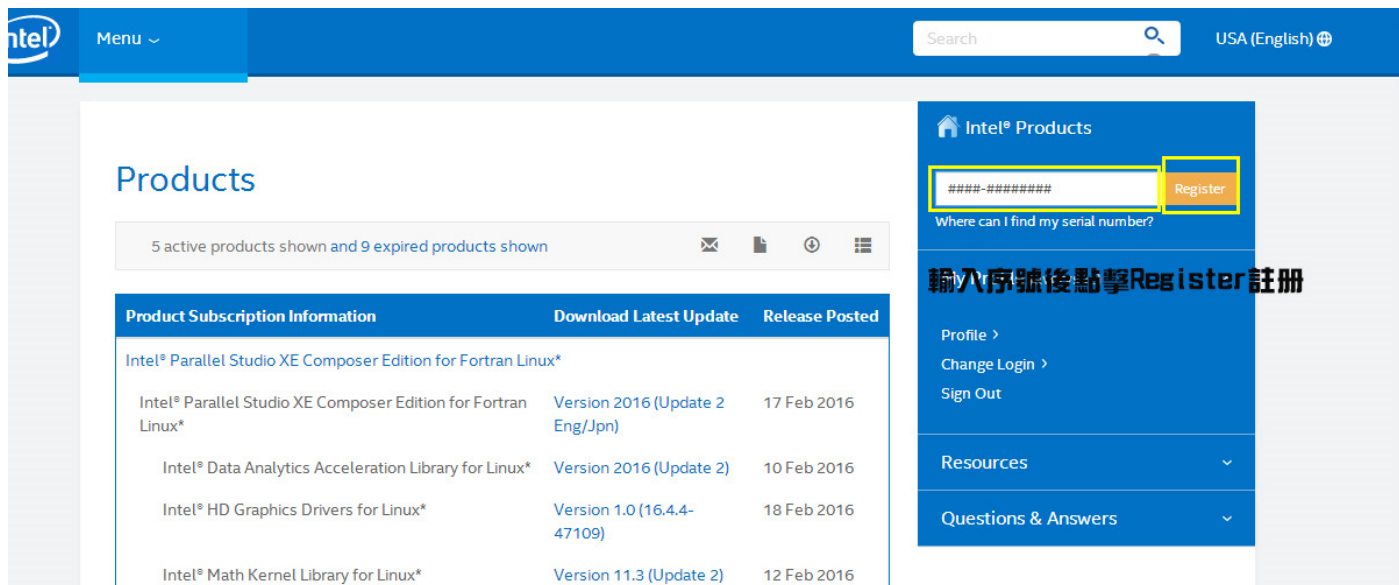 ntel
Menu
Search
USA (English)
Products
5 active products shown and 9 expired products shown
Product Subscription Information Download Latest Update Release Posted
Intel® Parallel Studio XE Composer Edition for Fortran Linux*
Intel® Parallel Studio XE Composer Edition for Fortran Version 2016 (Update 2 17 Feb 2016
Linux* Eng/Jpn)
Intel® Data Analytics Acceleration Library for Linux* Version 2016 (Update 2) 10 Feb 2016
Intel® HD Graphics Drivers for Linux* Version 1.0 (16.4.4- 18 Feb 2016
47109)
Intel® Math Kernel Library for Linux* Version 11.3 (Update 2) 12 Feb 2016
Intel® Products
####-######## Register
Where can I find my serial number?
輸入序號後點擊Register註册
Profile >
Change Login >
Sign Out
Resources
Questions & Answers